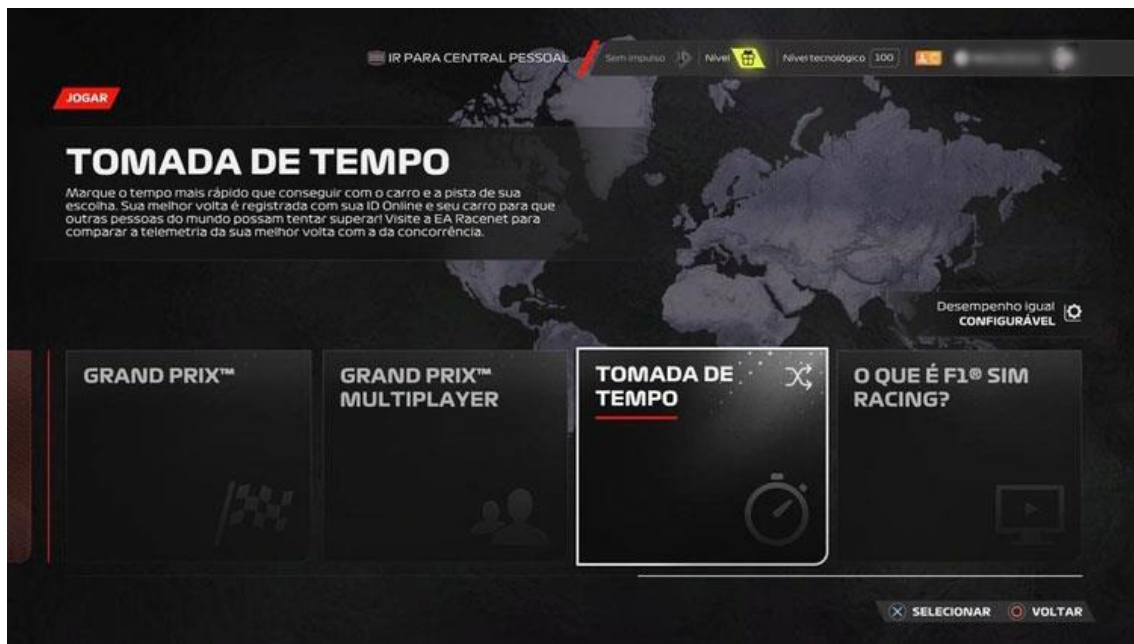 IR PARA CENTRAL PESSOAL
Sem impulso
Nível
Nível tecnológico 100
JOGAR
TOMADA DE TEMPO
Marque o tempo mais rápido que conseguir com o carro e a pista de sua
escolha. Sua melhor volta é registrada com sua ID Online e seu carro para que
outras pessoas do mundo possam tentar superar! Visite a EA Racenet para
comparar a telemetria da sua melhor volta com a da concorrência.
Desempenho igual
CONFIGURÁVEL
GRAND PRIX™
GRAND PRIX™
MULTIPLAYER
TOMADA DE
TEMPO
O QUE É F1® SIM
RACING?
SELECIONAR
VOLTAR